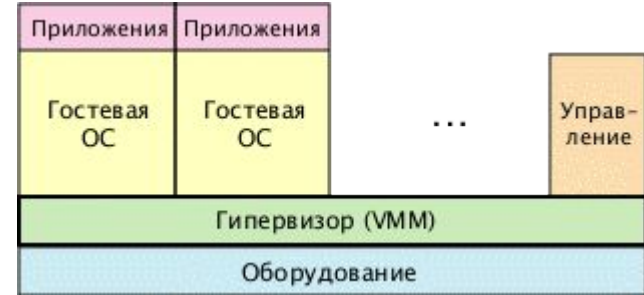 Приложения Приложения
Гостевая ОС
Гостевая ОС
...
Управ-
ление
Гипервизор (VMM)
Оборудование